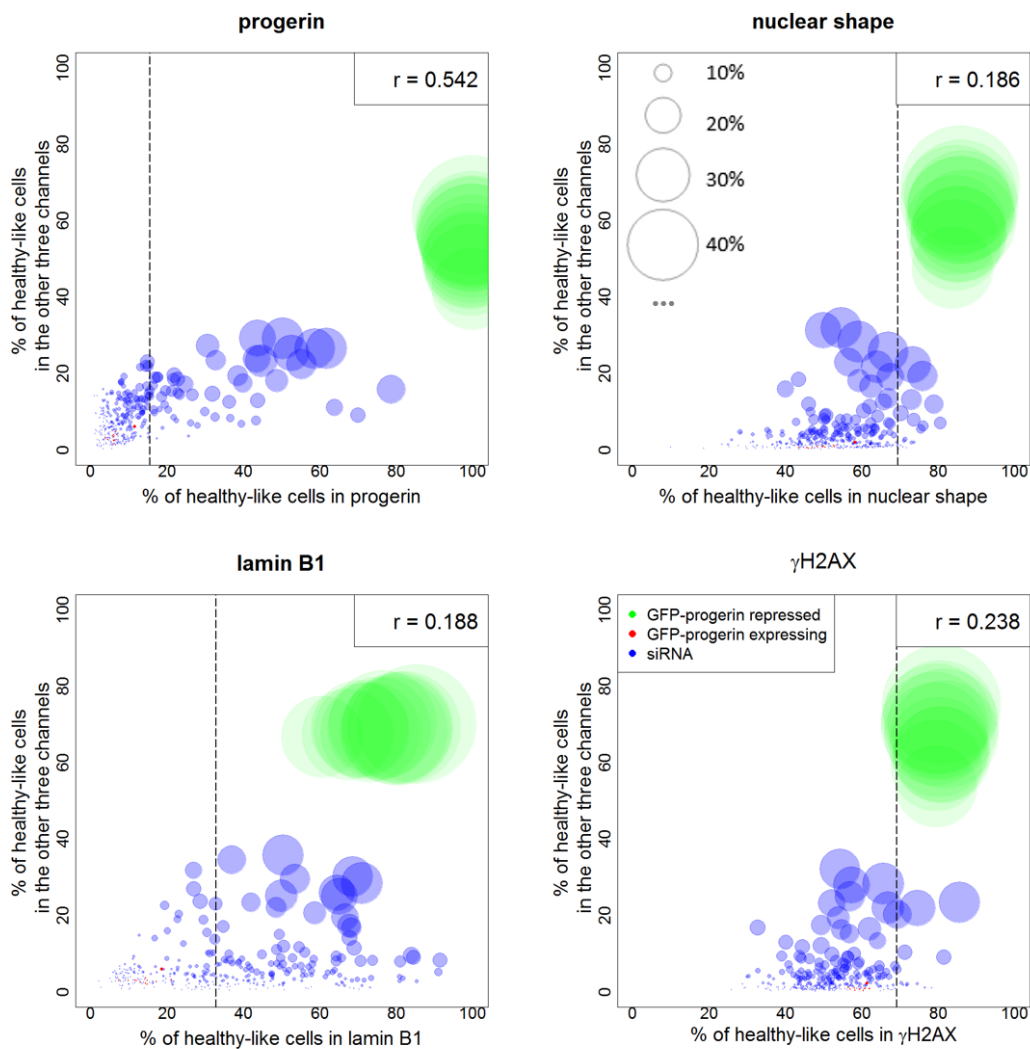 progerin
r = 0.542
% of healthy-like cells
in the other three channels
0
20
40
60
80
100
0
20
40
60
80
100
% of healthy-like cells in progerin
nuclear shape
r = 0.186
10%
20%
30%
40%
% of healthy-like cells
in the other three channels
0
20
40
60
80
100
0
20
40
60
80
100
% of healthy-like cells in nuclear shape
lamin B1
r = 0.188
% of healthy-like cells
in the other three channels
0
20
40
60
80
100
0
20
40
60
80
100
% of healthy-like cells in lamin B1
γH2AX
GFP-progerin repressed
GFP-progerin expressing
siRNA
r = 0.238
% of healthy-like cells
in the other three channels
0
20
40
60
80
100
0
20
40
60
80
100
% of healthy-like cells in γH2AX